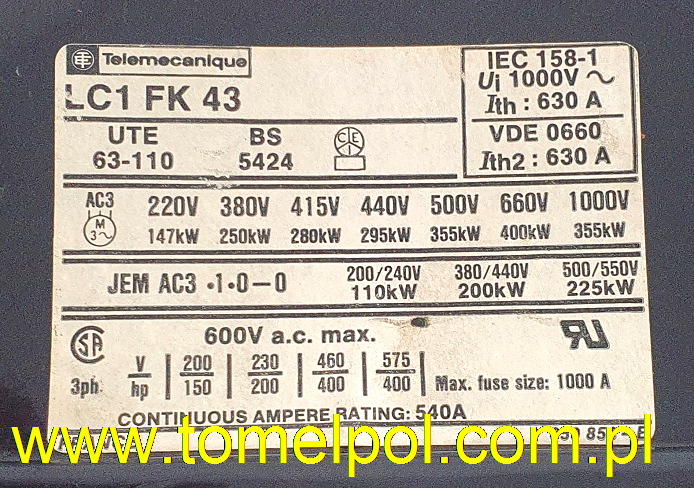 Telemecanique
LC1 FK 43
IEC 158-1
Ui 1000V ~
Ith : 630 A
VDE 0660
Ith2 : 630 A
UTE BS CEI
63-110 5424
AC3 220V 380V 415V 440V 500V 660V 1000V
M 3~ 147kW 250kW 280kW 295kW 355kW 400kW 355kW
JEM AC3 ·1·0-0 200/240V 380/440V 500/550V
110kW 200kW 225kW
SA 600V a.c. max. UR
3ph V 200 230 460 575
hp 150 200 400 400 Max. fuse size: 1000 A
CONTINUOUS AMPERE RATING: 540A
www.tomelpol.com.pl